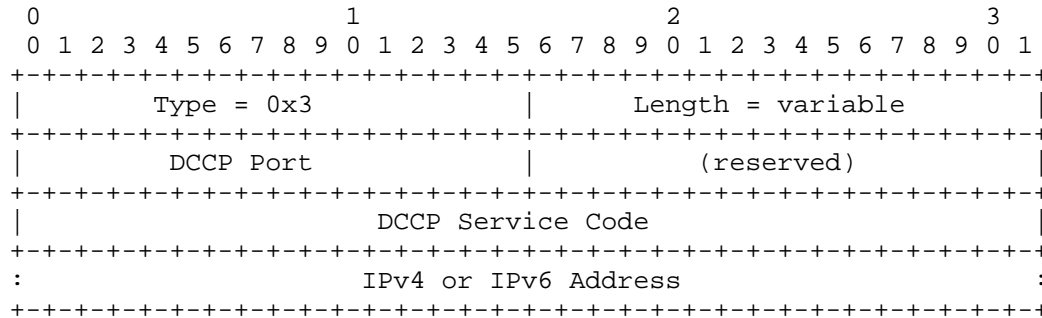 0                   1                   2                   3
0 1 2 3 4 5 6 7 8 9 0 1 2 3 4 5 6 7 8 9 0 1 2 3 4 5 6 7 8 9 0 1
+-+-+-+-+-+-+-+-+-+-+-+-+-+-+-+-+-+-+-+-+-+-+-+-+-+-+-+-+-+-+-+-+
|        Type = 0x3             |      Length = variable        |
+-+-+-+-+-+-+-+-+-+-+-+-+-+-+-+-+-+-+-+-+-+-+-+-+-+-+-+-+-+-+-+-+
|         DCCP Port             |          (reserved)           |
+-+-+-+-+-+-+-+-+-+-+-+-+-+-+-+-+-+-+-+-+-+-+-+-+-+-+-+-+-+-+-+-+
|                      DCCP Service Code                        |
+-+-+-+-+-+-+-+-+-+-+-+-+-+-+-+-+-+-+-+-+-+-+-+-+-+-+-+-+-+-+-+-+
:                     IPv4 or IPv6 Address                      :
+-+-+-+-+-+-+-+-+-+-+-+-+-+-+-+-+-+-+-+-+-+-+-+-+-+-+-+-+-+-+-+-+